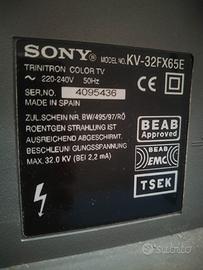 SONY® MODEL NO. KV-32FX65E
TRINITRON COLOR TV
~ 220-240V 50Hz
SER.NO. 4095436
MADE IN SPAIN
ZUL.SCHEIN NR. BW/495/97/RÖ
ROENTGEN STRAHLUNG IST
AUSREICHEND ABGESCHIRMT.
BESCHLEUNIGUNGSSPANNUNG
MAX. 32.0 KV (BEI 2,2 mA)
BEAB
Approved
BEAB
EMC
TSEK
subito